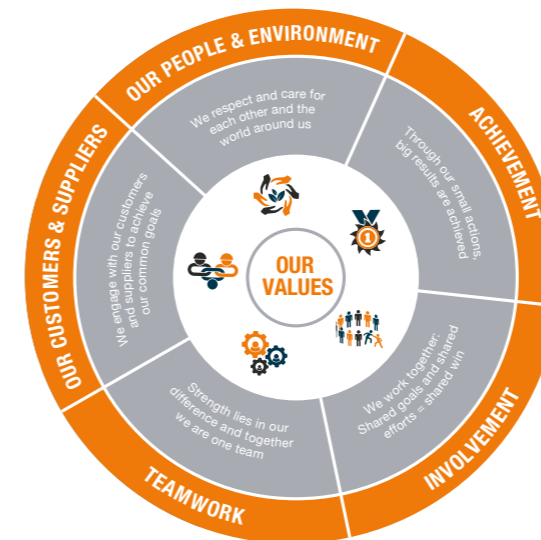 OUR PEOPLE & ENVIRONMENT
We respect and care for
each other and the
world around us
ACHIEVEMENT
Through our small actions,
big results are achieved
INVOLVEMENT
We work together:
Shared goals and shared
efforts = shared win
TEAMWORK
Strength lies in our
difference and together
we are one team
OUR CUSTOMERS & SUPPLIERS
We engage with our customers
and suppliers to achieve
our common goals
OUR
VALUES
1